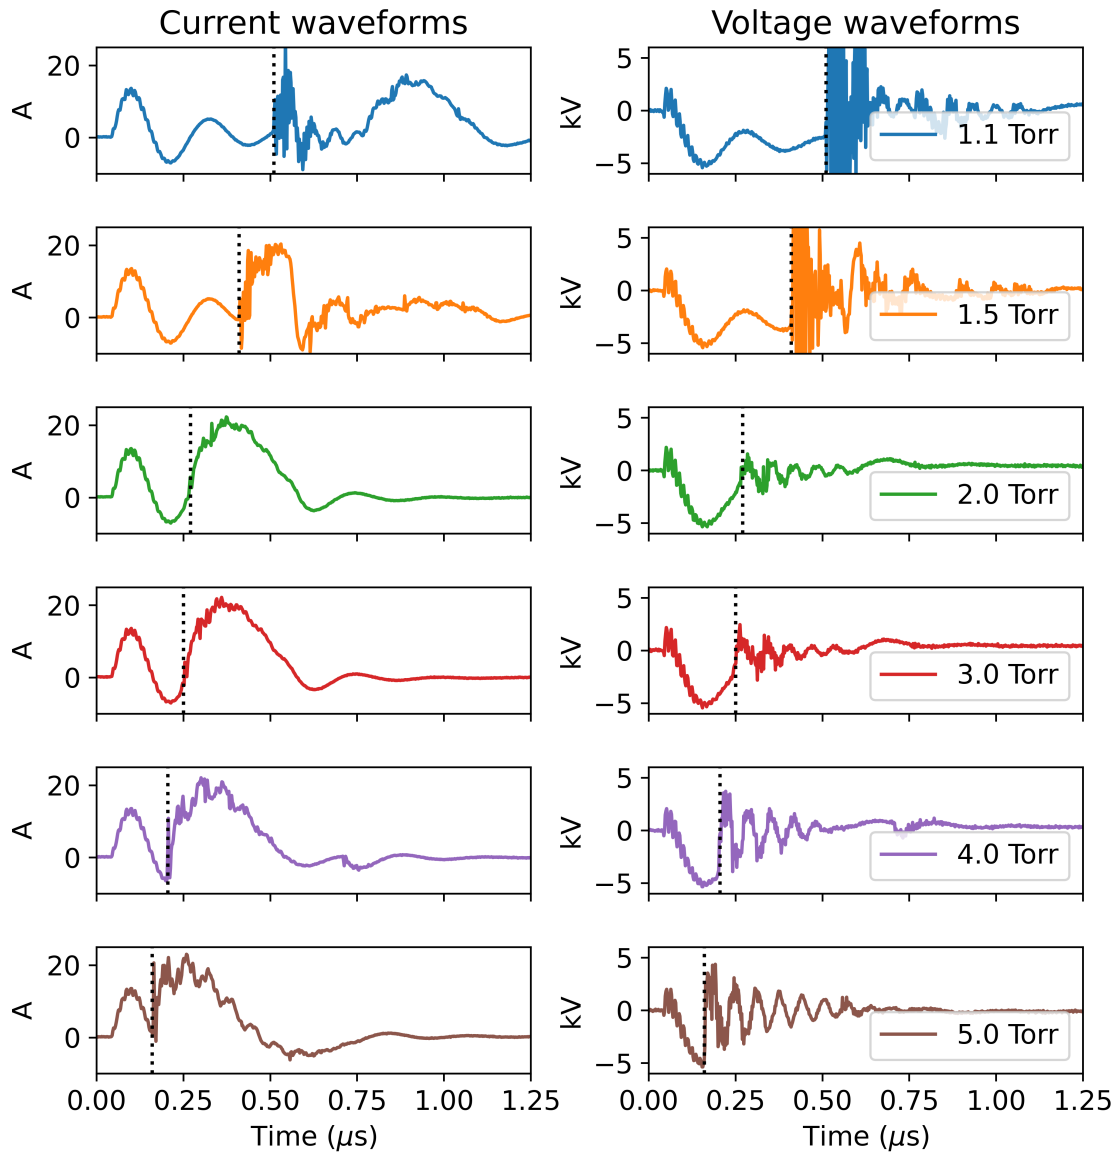 Current waveforms Voltage waveforms
20
0
A
5
0
−5
kV
1.1 Torr
20
0
A
5
0
−5
kV
1.5 Torr
20
0
A
5
0
−5
kV
2.0 Torr
20
0
A
5
0
−5
kV
3.0 Torr
20
0
A
5
0
−5
kV
4.0 Torr
20
0
A
5
0
−5
kV
5.0 Torr
0.00 0.25 0.50 0.75 1.00 1.25
0.00 0.25 0.50 0.75 1.00 1.25
Time (μs)
Time (μs)